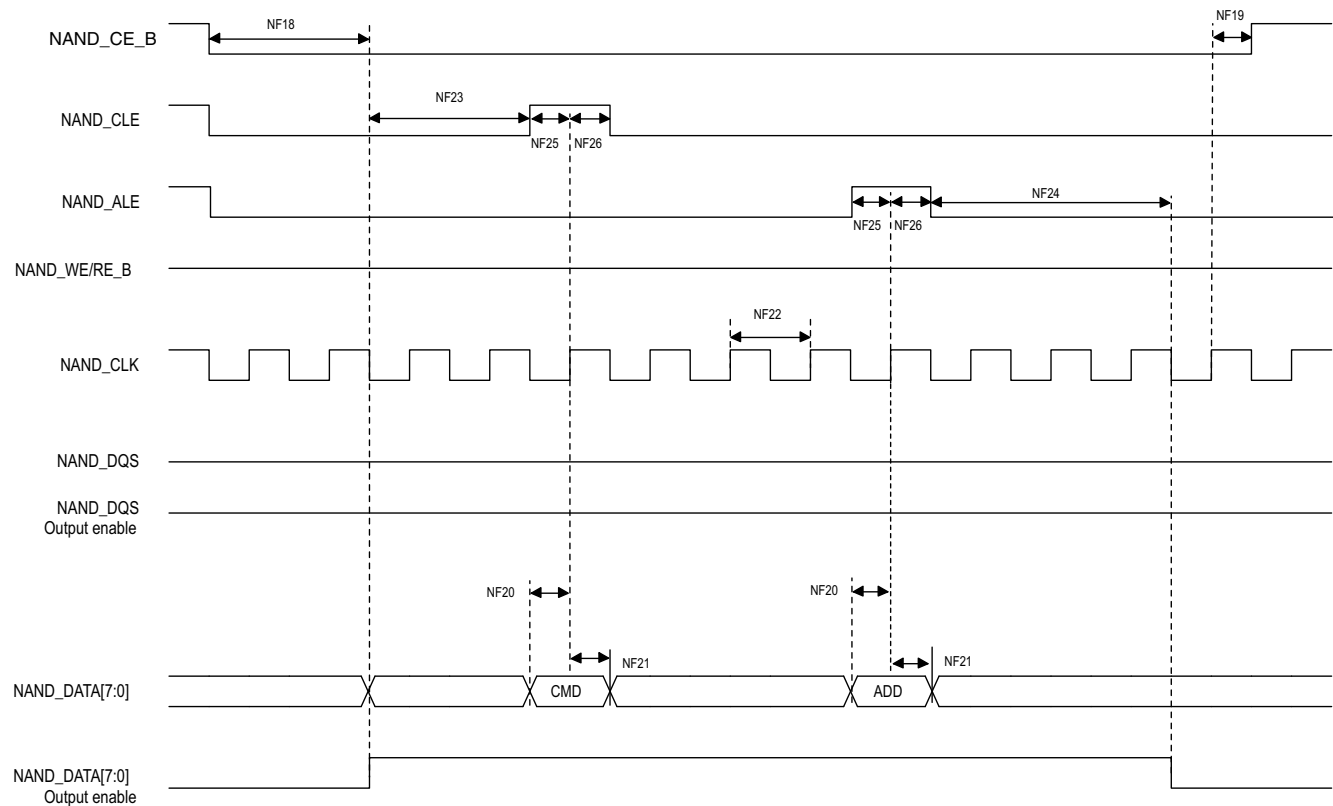 NF19
NAND_CE_B
NF18
NF23
NAND_CLE
NF25 NF26
NAND_ALE
NF24
NF25 NF26
NAND_WE/RE_B
NF22
NAND_CLK
NAND_DQS
NAND_DQS
Output enable
NF20
NF20
NF21
NF21
NAND_DATA[7:0]
CMD
ADD
NAND_DATA[7:0]
Output enable